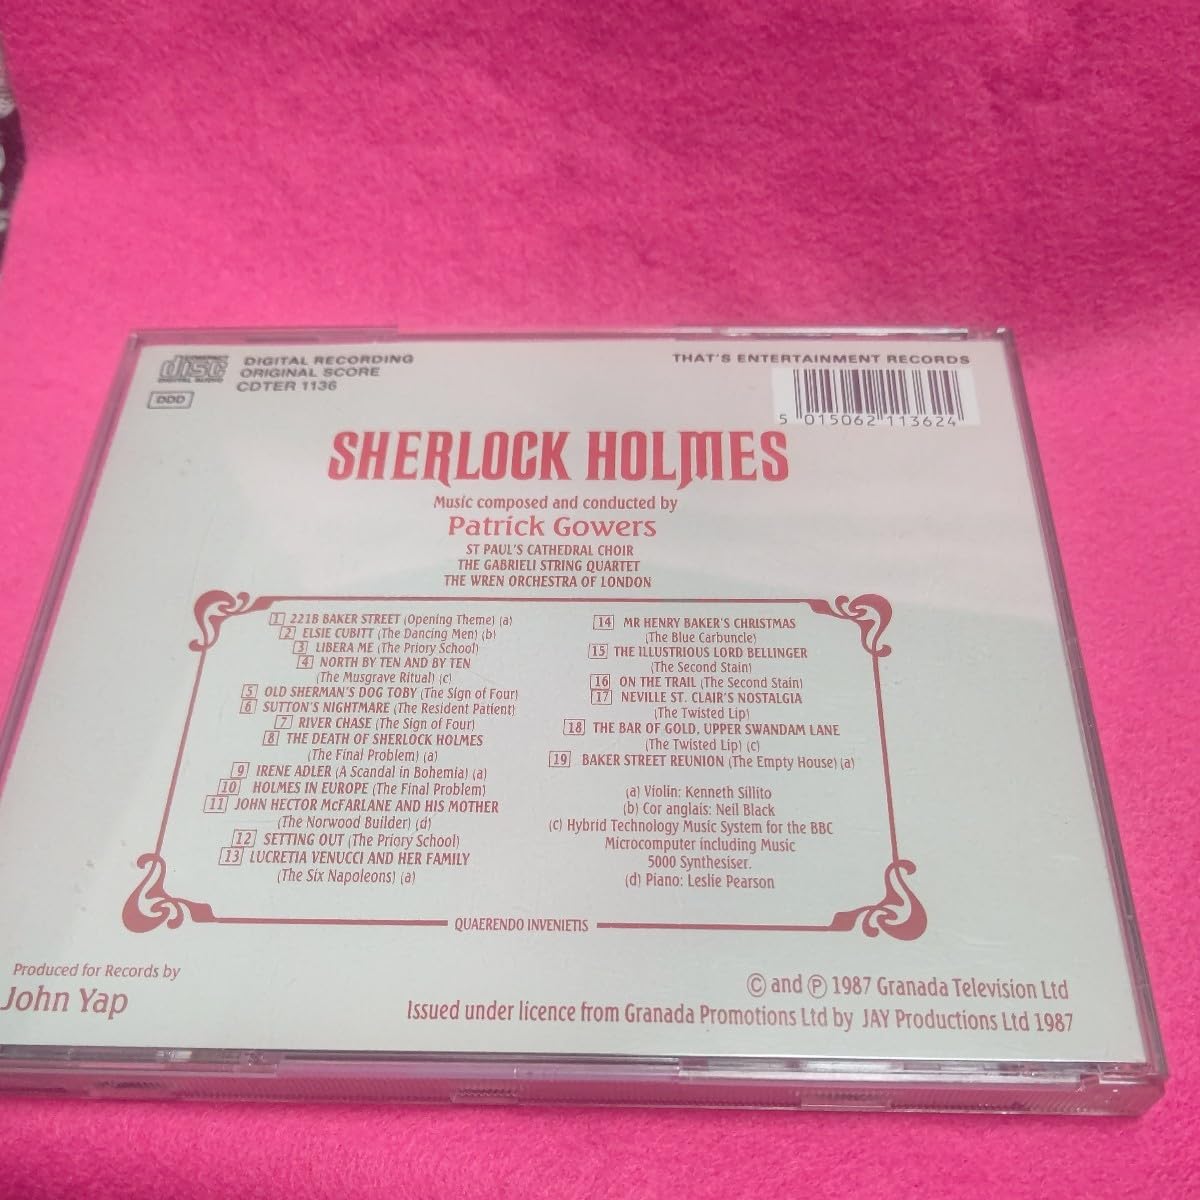 COMPACT
disc
DIGITAL AUDIO
DDD
DIGITAL RECORDING
ORIGINAL SCORE
CDTER 1136
THAT'S ENTERTAINMENT RECORDS
5 015062 113624
SHERLOCK HOLMES
Music composed and conducted by
Patrick Gowers
ST PAUL'S CATHEDRAL CHOIR
THE GABRIELI STRING QUARTET
THE WREN ORCHESTRA OF LONDON
1 221B BAKER STREET (Opening Theme) (a)
2 ELSIE CUBITT (The Dancing Men) (b)
3 LIBERA ME (The Priory School)
4 NORTH BY TEN AND BY TEN
(The Musgrave Ritual) (c)
5 OLD SHERMAN'S DOG TOBY (The Sign of Four)
6 SUTTON'S NIGHTMARE (The Resident Patient)
7 RIVER CHASE (The Sign of Four)
8 THE DEATH OF SHERLOCK HOLMES
(The Final Problem) (a)
9 IRENE ADLER (A Scandal in Bohemia) (a)
10 HOLMES IN EUROPE (The Final Problem)
11 JOHN HECTOR McFARLANE AND HIS MOTHER
(The Norwood Builder) (d)
12 SETTING OUT (The Priory School)
13 LUCRETIA VENUCCI AND HER FAMILY
(The Six Napoleons) (a)
14 MR HENRY BAKER'S CHRISTMAS
(The Blue Carbuncle)
15 THE ILLUSTRIOUS LORD BELLINGER
(The Second Stain)
16 ON THE TRAIL (The Second Stain)
17 NEVILLE ST. CLAIR'S NOSTALGIA
(The Twisted Lip)
18 THE BAR OF GOLD, UPPER SWANDAM LANE
(The Twisted Lip) (c)
19 BAKER STREET REUNION (The Empty House) (a)
(a) Violin: Kenneth Sillito
(b) Cor anglais: Neil Black
(c) Hybrid Technology Music System for the BBC
Microcomputer including Music
5000 Synthesiser.
(d) Piano: Leslie Pearson
QUAERENDO INVENIETIS
Produced for Records by
John Yap
© and ℗ 1987 Granada Television Ltd
Issued under licence from Granada Promotions Ltd by JAY Productions Ltd 1987